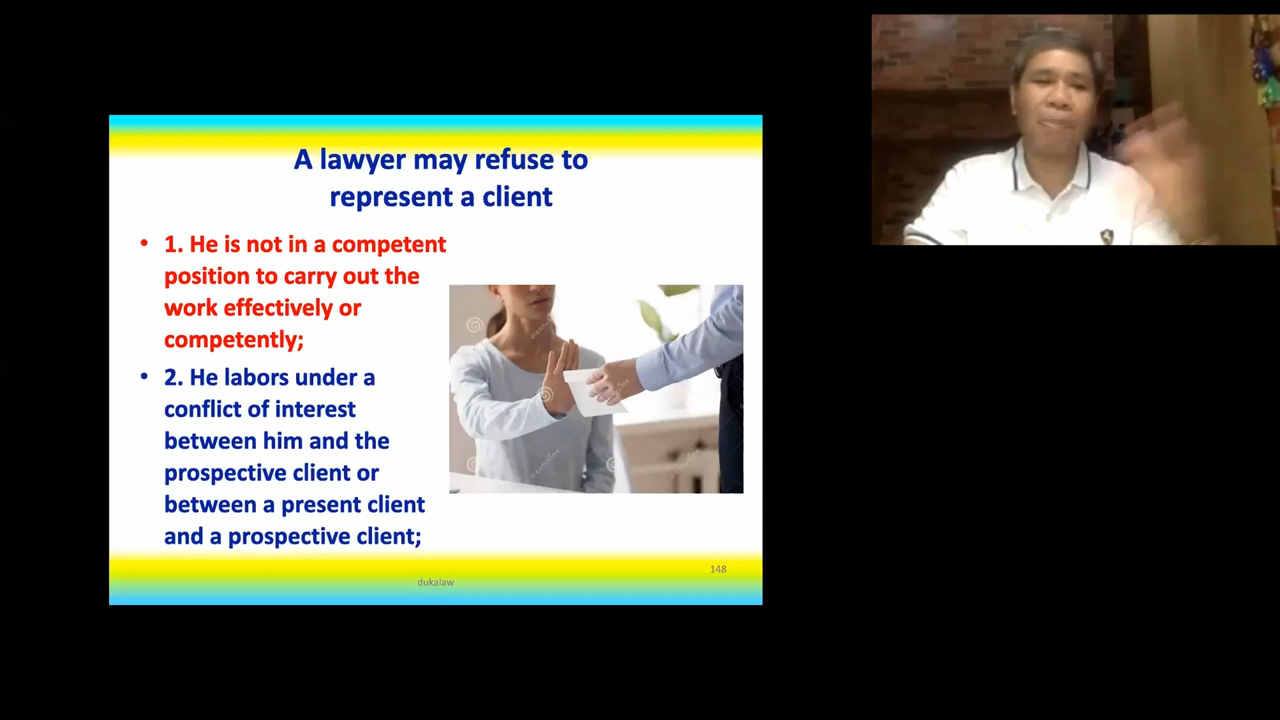 A lawyer may refuse to
represent a client
• 1. He is not in a competent
position to carry out the
work effectively or
competently;
• 2. He labors under a
conflict of interest
between him and the
prospective client or
between a present client
and a prospective client;
148
dukalaw